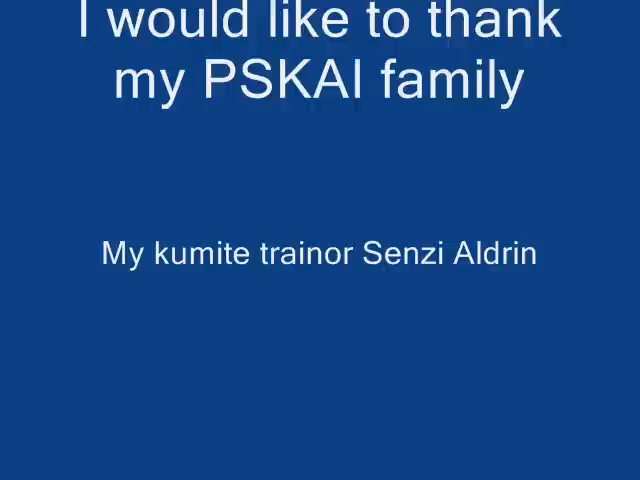 I would like to thank
my PSKAI family
My kumite trainor Senzi Aldrin